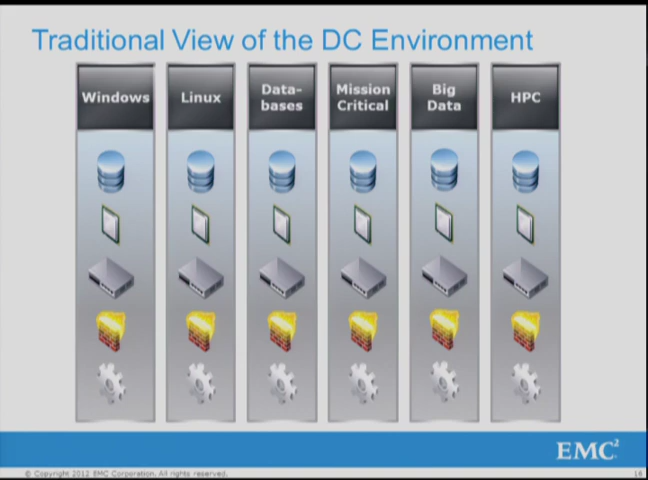 Traditional View of the DC Environment
Windows
Linux
Data-
bases
Mission
Critical
Big
Data
HPC
EMC²
© Copyright 2012 EMC Corporation. All rights reserved.
16